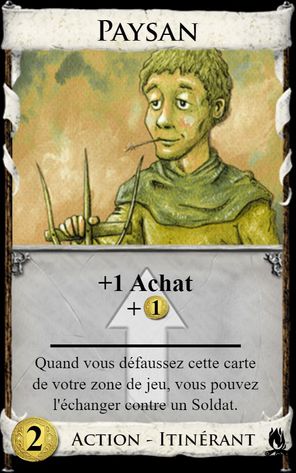 PAYSAN
+1 Achat
+ 1
Quand vous défaussez cette carte
de votre zone de jeu, vous pouvez
l'échanger contre un Soldat.
2 ACTION - ITINÉRANT